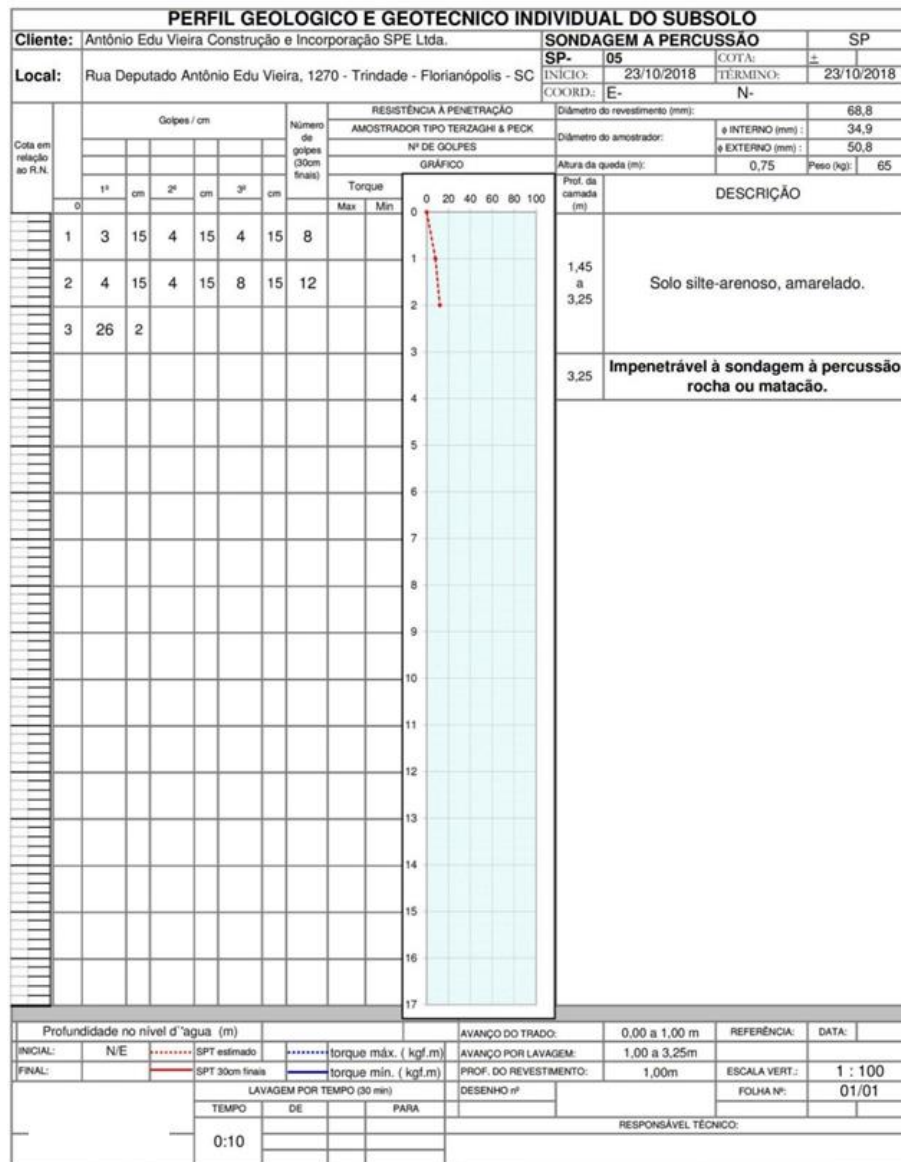 PERFIL GEOLOGICO E GEOTECNICO INDIVIDUAL DO SUBSOLO
Cliente: Antônio Edu Vieira Construção e Incorporação SPE Ltda. SONDAGEM A PERCUSSÃO SP
SP- 05 COTA: ±
Local: Rua Deputado Antônio Edu Vieira, 1270 - Trindade - Florianópolis - SC INÍCIO: 23/10/2018 TÉRMINO: 23/10/2018
COORD.: E- N-
Cota em relação ao R.N.
Golpes / cm
Número de golpes (30cm finais)
RESISTÊNCIA À PENETRAÇÃO
AMOSTRADOR TIPO TERZAGHI & PECK
Nº DE GOLPES
GRÁFICO
Diâmetro do revestimento (mm): 68,8
Diâmetro do amostrador: ϕ INTERNO (mm) : 34,9
ϕ EXTERNO (mm) : 50,8
Altura da queda (m): 0,75 Peso (kg): 65
0 1ª cm 2ª cm 3ª cm
Torque
Max Min
0 20 40 60 80 100
Prof. da camada (m)
DESCRIÇÃO
0
1 3 15 4 15 4 15 8
1
2 4 15 4 15 8 15 12
2
3 26 2
3
1,45 a 3,25
Solo silte-arenoso, amarelado.
3,25
Impenetrável à sondagem à percussão
rocha ou matacão.
4
5
6
7
8
9
10
11
12
13
14
15
16
17
Profundidade no nível d´'agua (m) AVANÇO DO TRADO: 0,00 a 1,00 m REFERÊNCIA: DATA:
INICIAL: N/E SPT estimado torque máx. ( kgf.m) AVANÇO POR LAVAGEM: 1,00 a 3,25m
FINAL: SPT 30cm finais torque mín. ( kgf.m) PROF. DO REVESTIMENTO: 1,00m ESCALA VERT.: 1 : 100
LAVAGEM POR TEMPO (30 min) DESENHO nº FOLHA Nº: 01/01
TEMPO DE PARA
RESPONSÁVEL TÉCNICO:
0:10